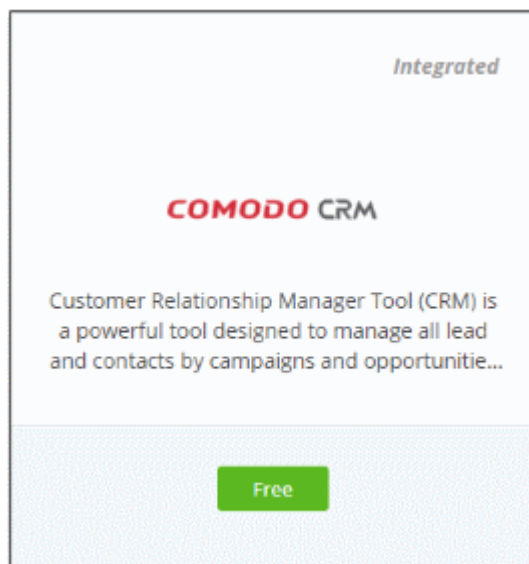 Integrated
COMODO CRM
Customer Relationship Manager Tool (CRM) is
a powerful tool designed to manage all lead
and contacts by campaigns and opportunitie...
Free